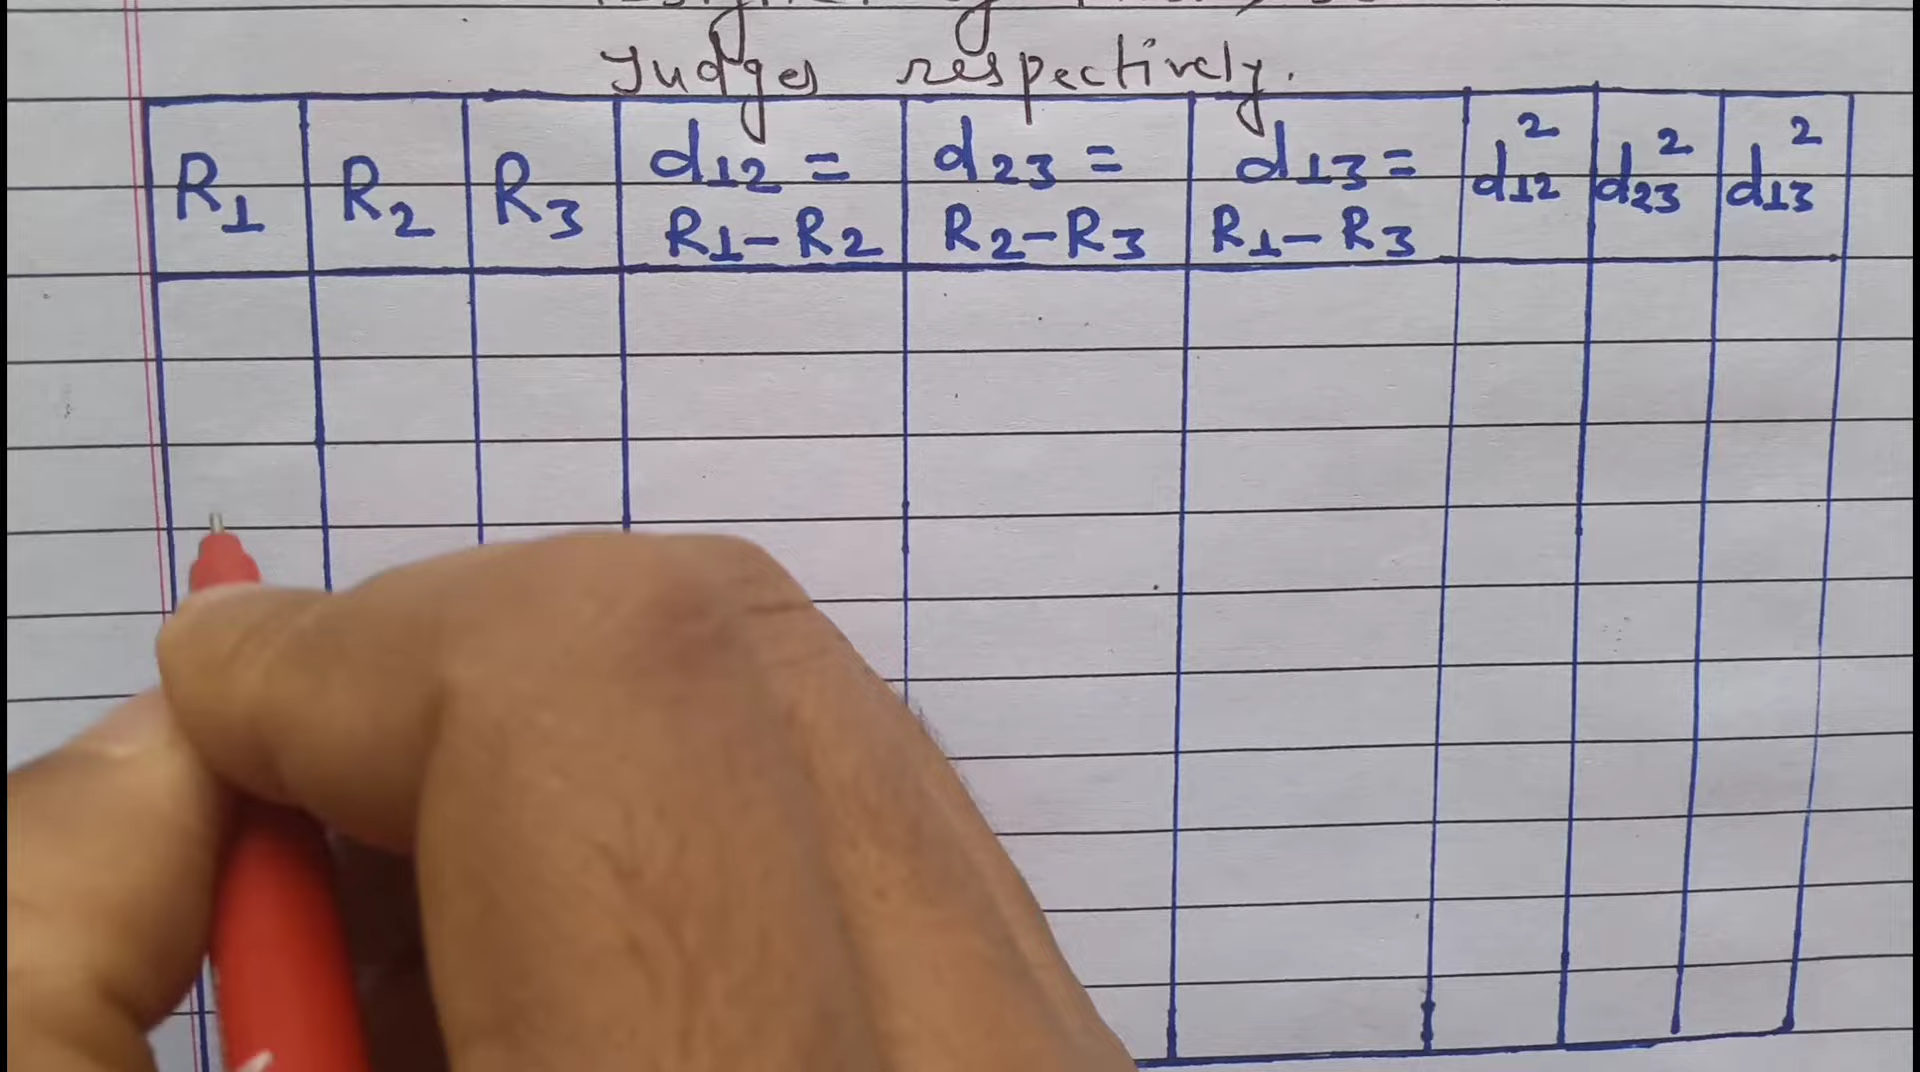 Judges respectively.
R₁ R₂ R₃ d₁₂ = R₁-R₂ d₂₃ = R₂-R₃ d₁₃ = R₁-R₃ d₁₂² d₂₃² d₁₃²